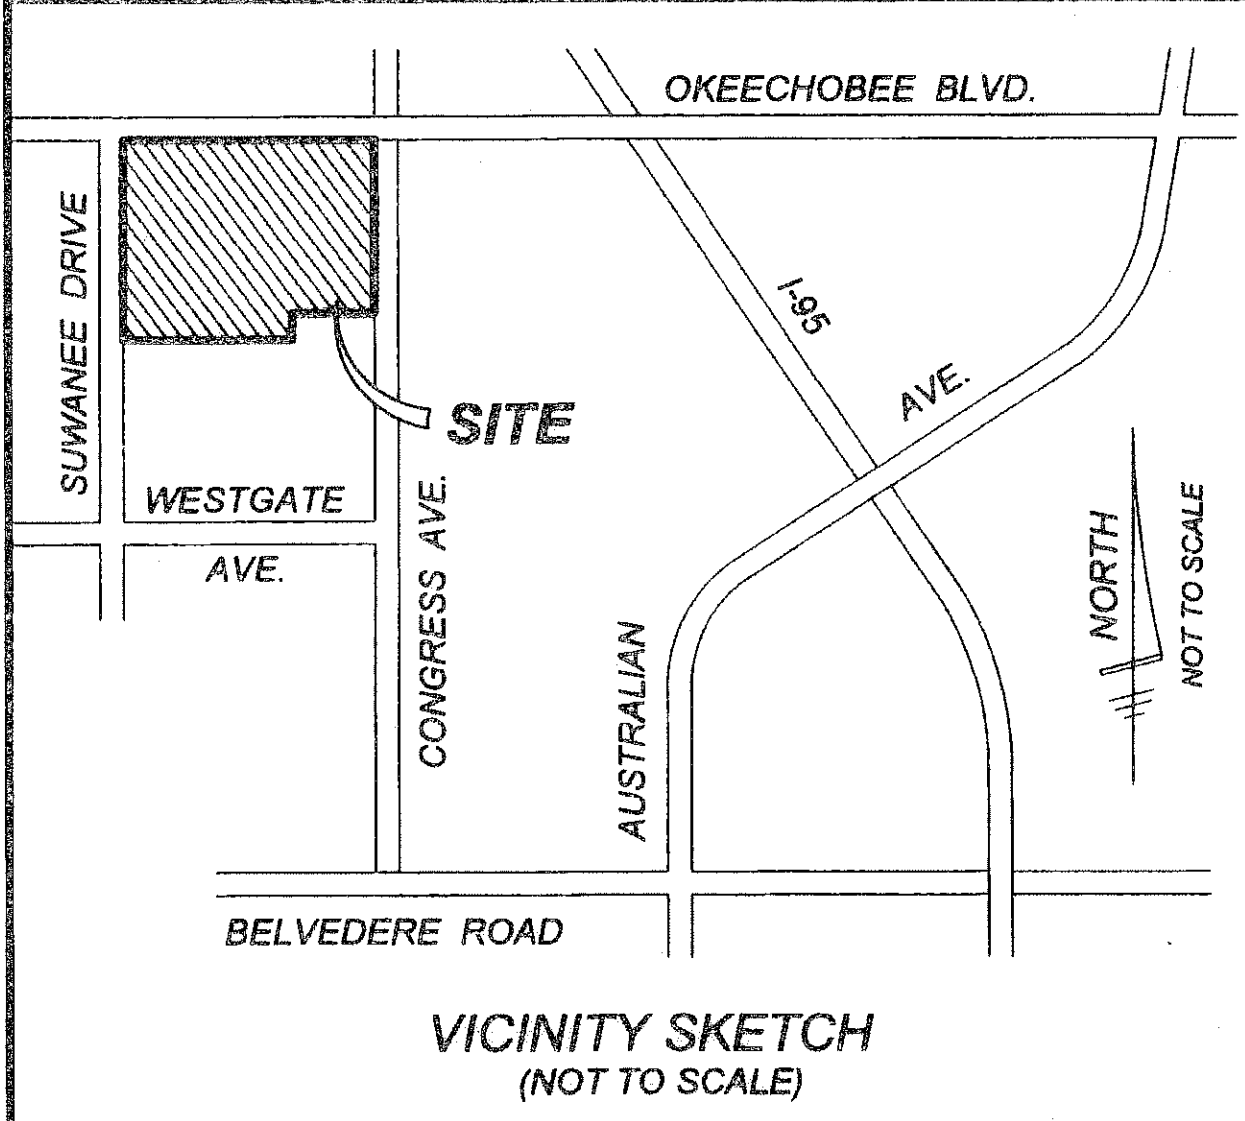 OKEECHOBEE BLVD.
SUWANEE DRIVE
I-95
AVE.
SITE
WESTGATE
AVE.
CONGRESS AVE.
AUSTRALIAN
NORTH
NOT TO SCALE
BELVEDERE ROAD
VICINITY SKETCH
(NOT TO SCALE)